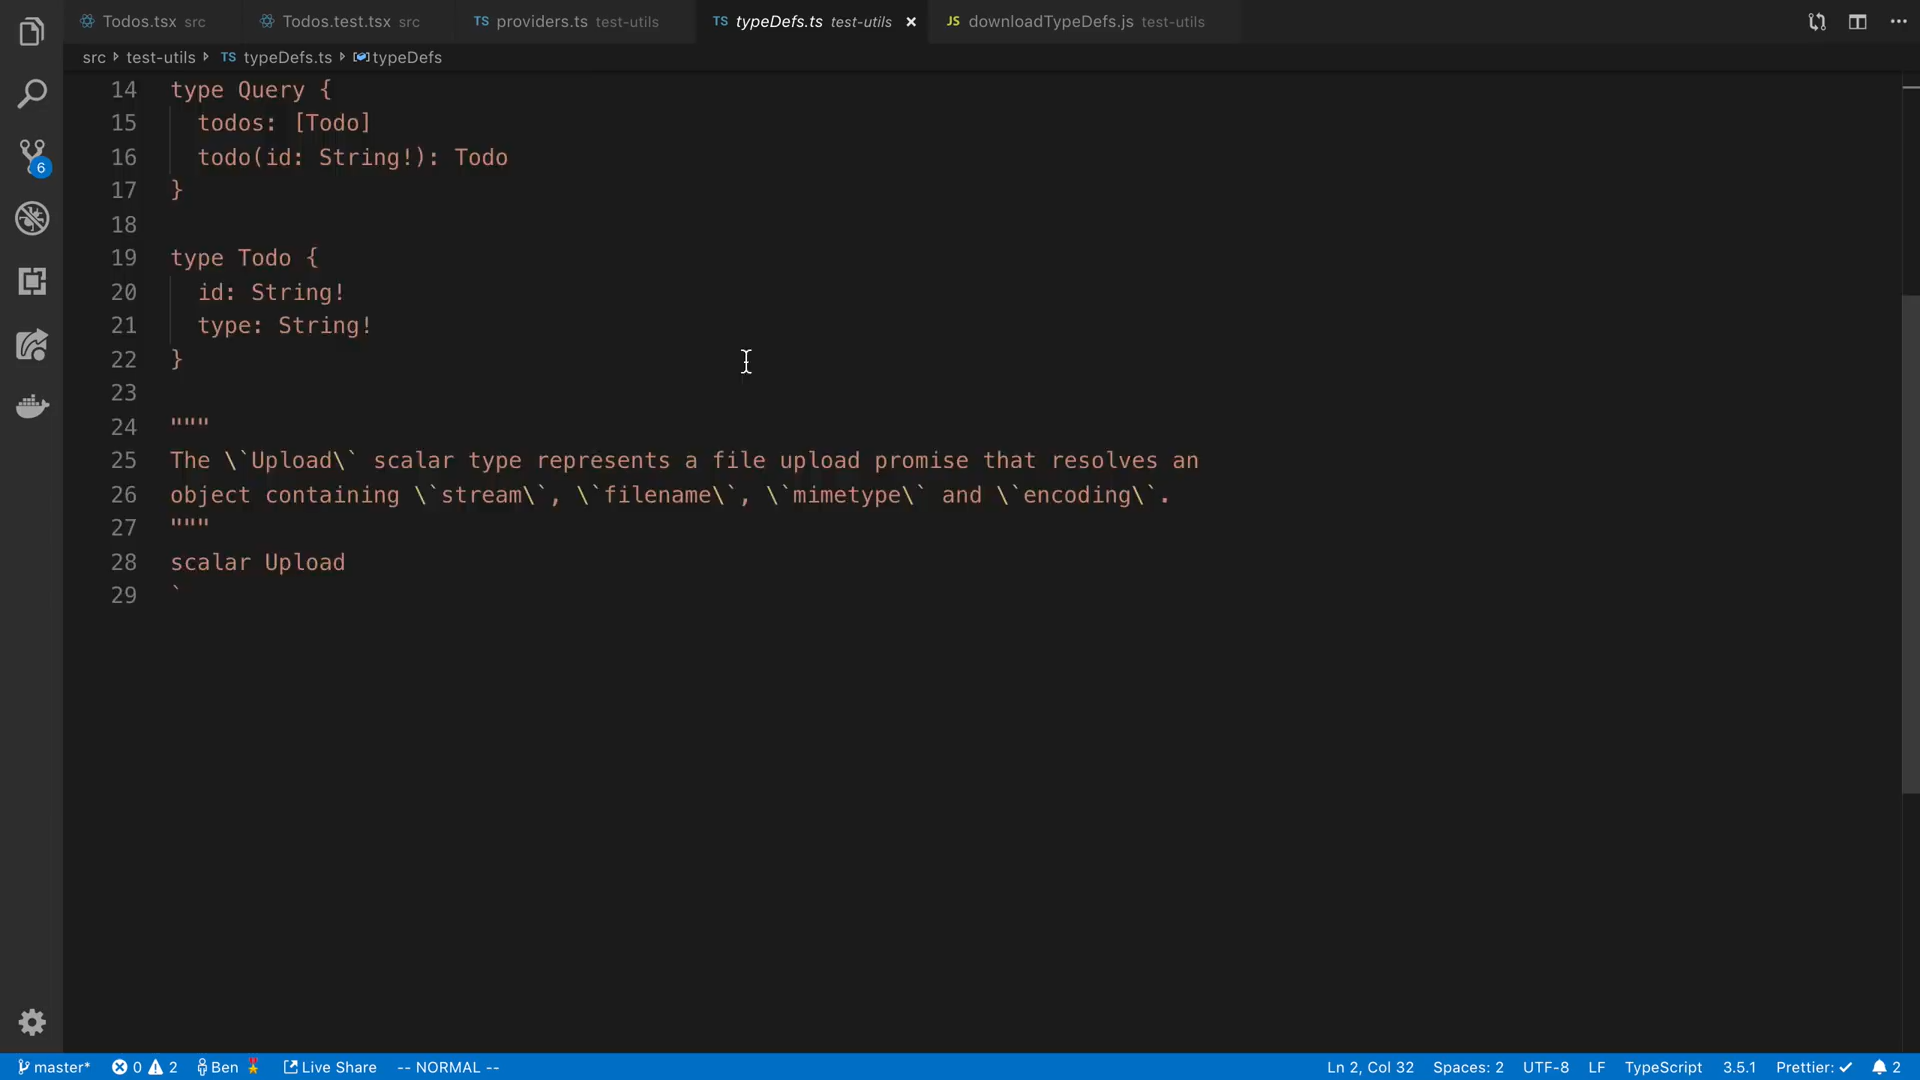 Todos.tsx src
Todos.test.tsx src
TS providers.ts test-utils
TS typeDefs.ts test-utils
JS downloadTypeDefs.js test-utils
src test-utils TS typeDefs.ts typeDefs
14 type Query {
15 todos: [Todo]
16 todo(id: String!): Todo
17 }
18
19 type Todo {
20 id: String!
21 type: String!
22 }
23
24 """
25 The \`Upload\` scalar type represents a file upload promise that resolves an
26 object containing \`stream\`, \`filename\`, \`mimetype\` and \`encoding\`.
27 """
28 scalar Upload
29 `
6
master* 0 2 Ben Live Share -- NORMAL -- Ln 2, Col 32 Spaces: 2 UTF-8 LF TypeScript 3.5.1 Prettier: 2